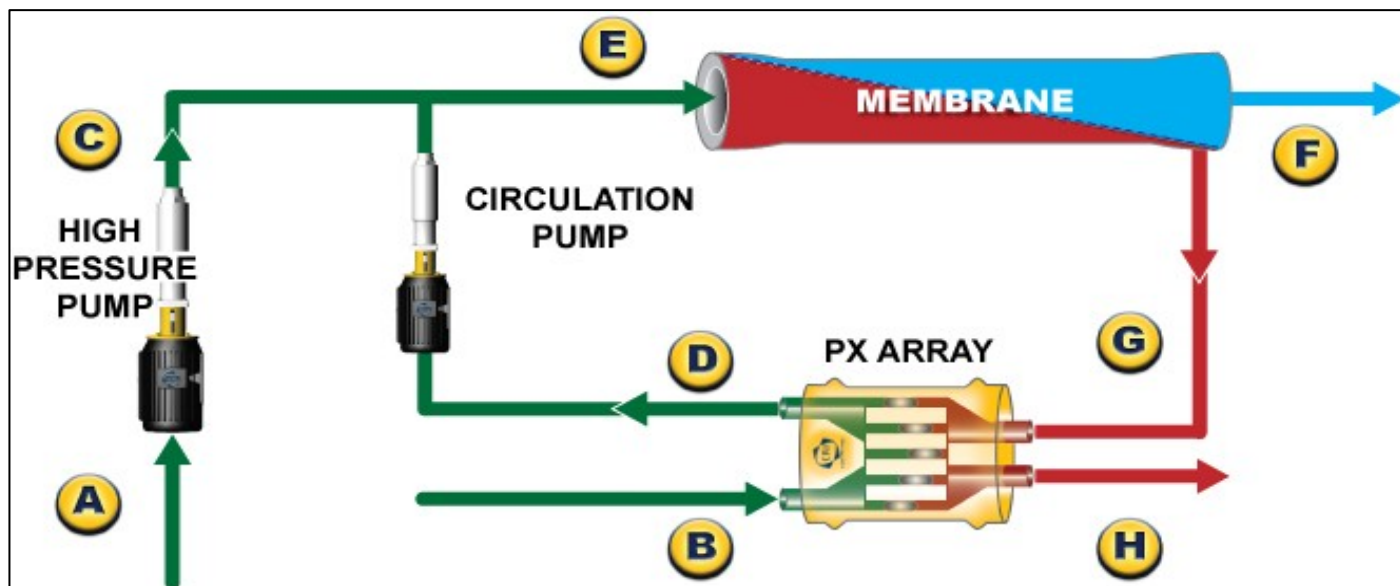 E
MEMBRANE
C
F
CIRCULATION
PUMP
HIGH
PRESSURE
PUMP
D
PX ARRAY
G
A
B
H